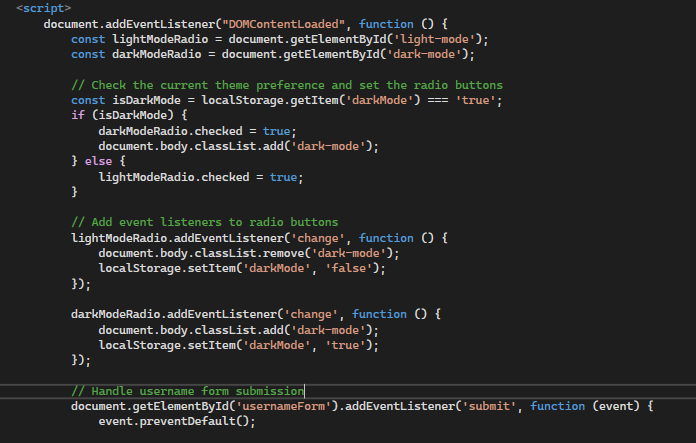 <script>
    document.addEventListener("DOMContentLoaded", function () {
        const lightModeRadio = document.getElementById('light-mode');
        const darkModeRadio = document.getElementById('dark-mode');

        // Check the current theme preference and set the radio buttons
        const isDarkMode = localStorage.getItem('darkMode') === 'true';
        if (isDarkMode) {
            darkModeRadio.checked = true;
            document.body.classList.add('dark-mode');
        } else {
            lightModeRadio.checked = true;
        }

        // Add event listeners to radio buttons
        lightModeRadio.addEventListener('change', function () {
            document.body.classList.remove('dark-mode');
            localStorage.setItem('darkMode', 'false');
        });

        darkModeRadio.addEventListener('change', function () {
            document.body.classList.add('dark-mode');
            localStorage.setItem('darkMode', 'true');
        });

        // Handle username form submission
        document.getElementById('usernameForm').addEventListener('submit', function (event) {
            event.preventDefault();